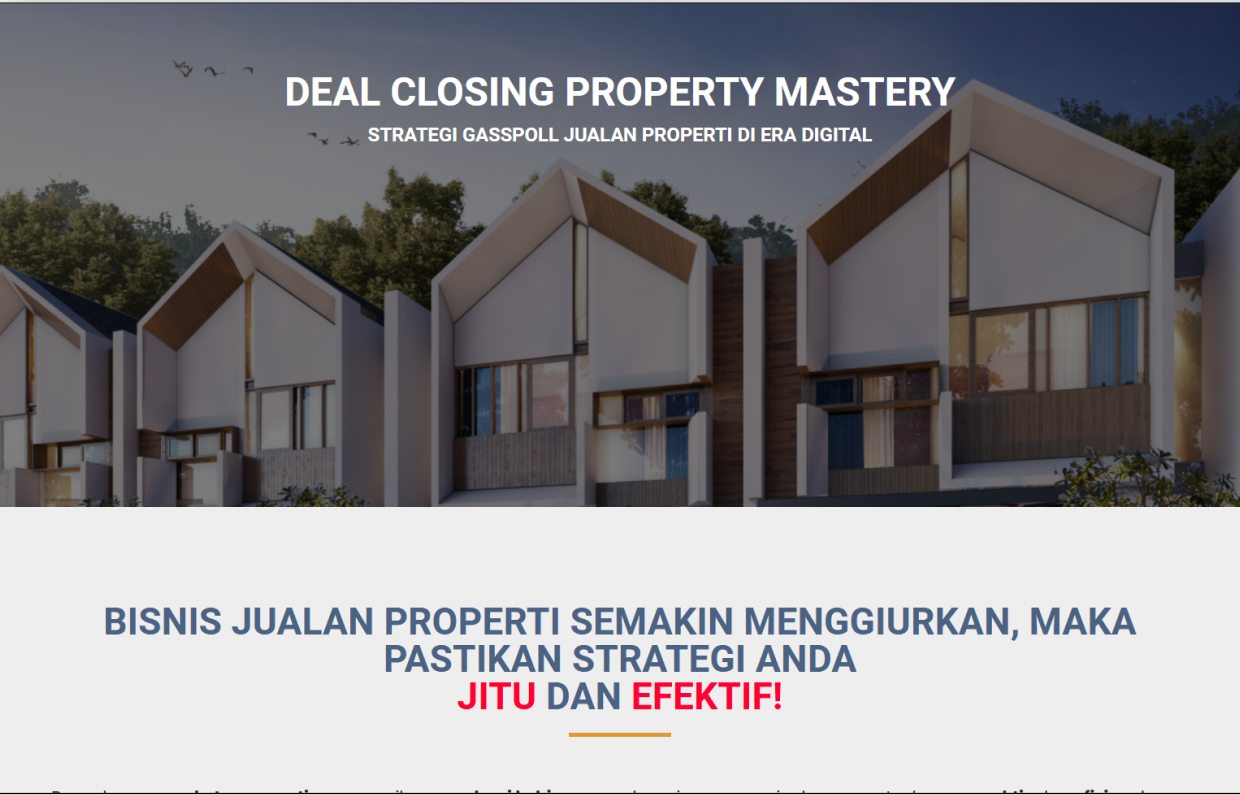 DEAL CLOSING PROPERTY MASTERY
STRATEGI GASSPOLL JUALAN PROPERTI DI ERA DIGITAL
BISNIS JUALAN PROPERTI SEMAKIN MENGGIURKAN, MAKA
PASTIKAN STRATEGI ANDA
JITU DAN EFEKTIF!